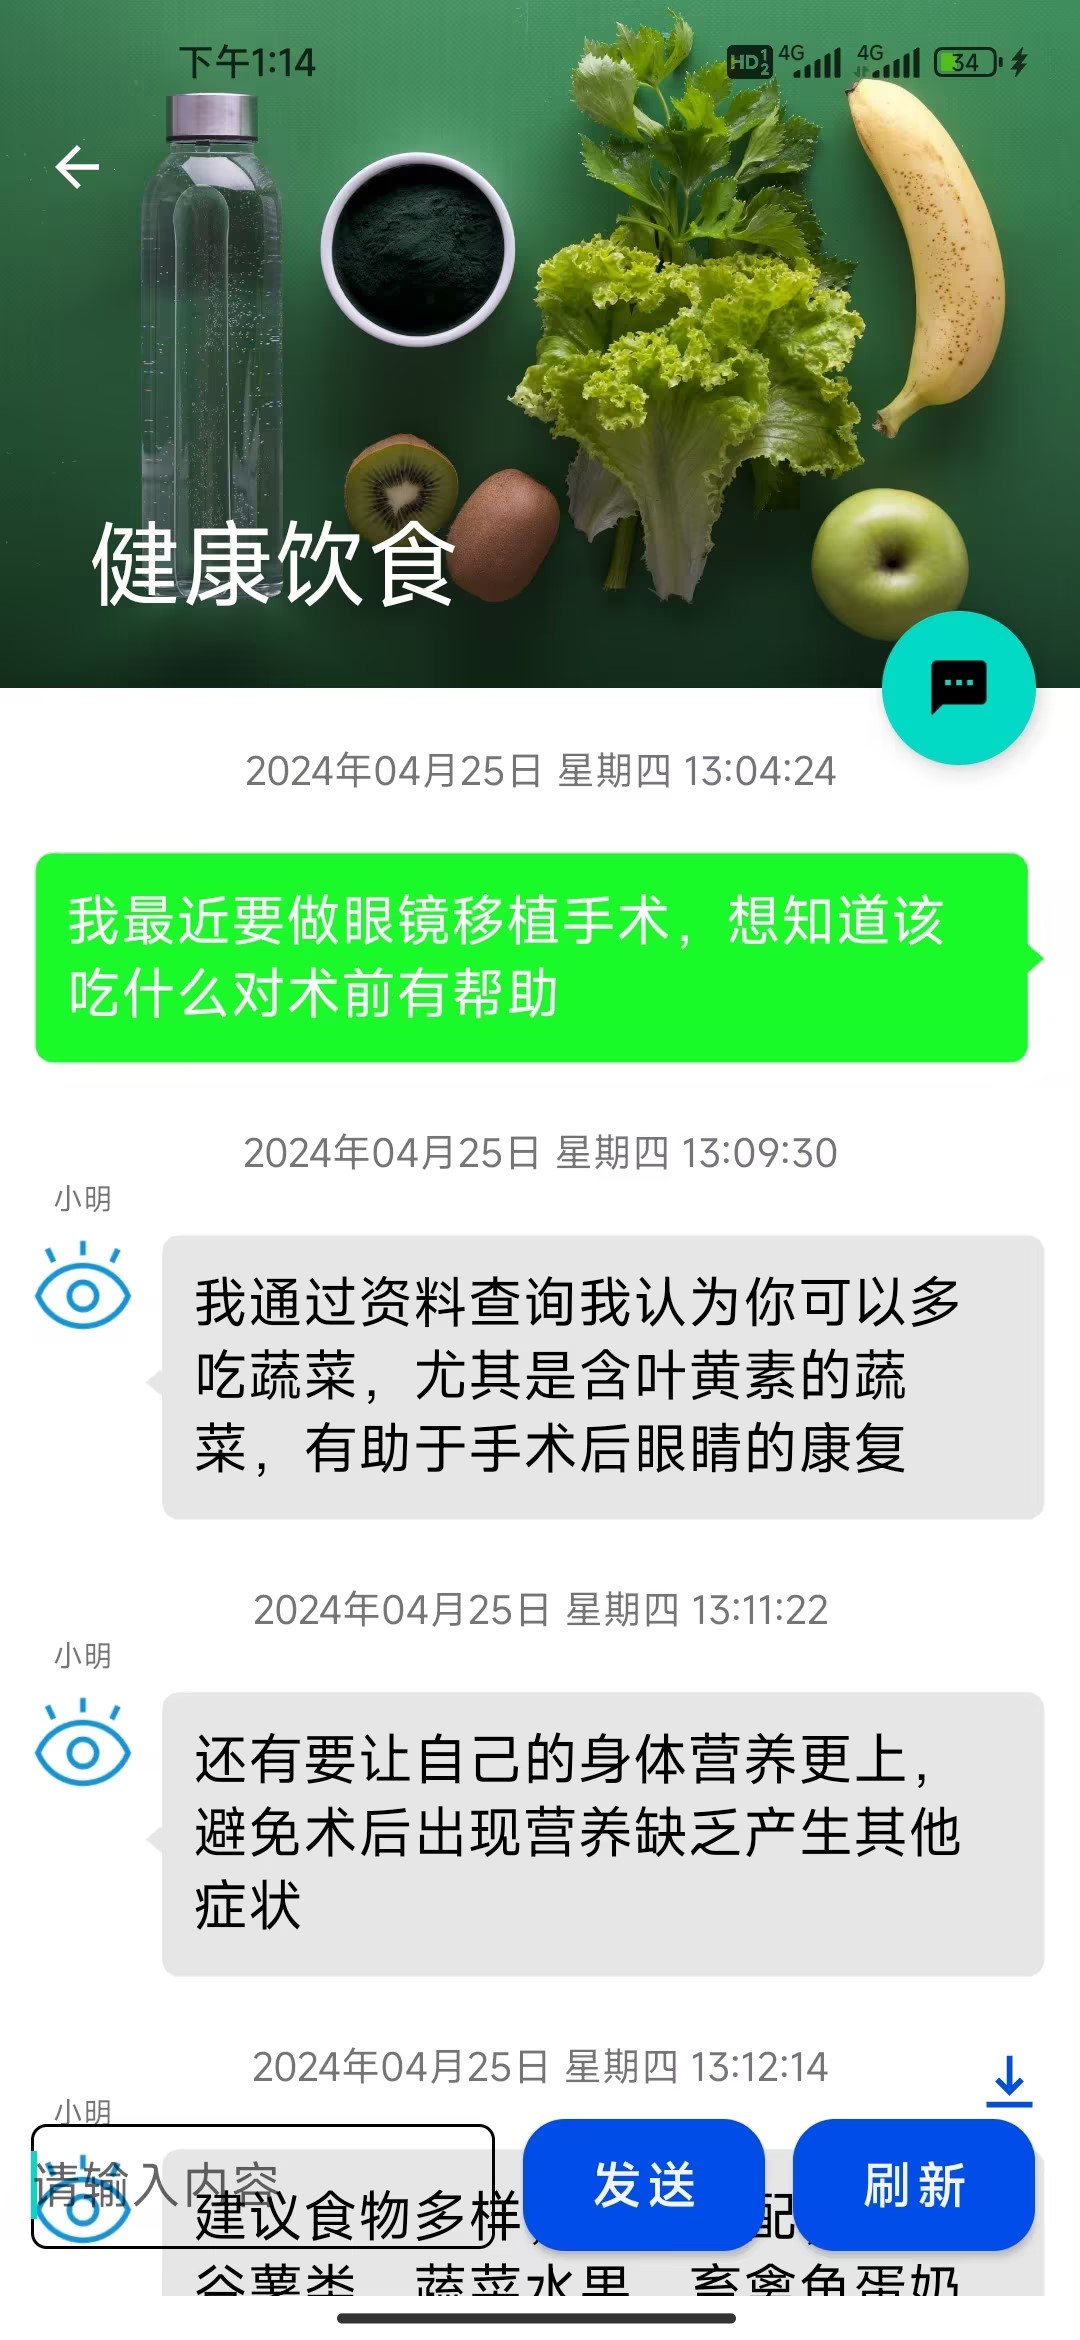 下午1:14
HD 1 2 4G 4G 34
健康饮食
2024年04月25日 星期四 13:04:24
我最近要做眼镜移植手术，想知道该
吃什么对术前有帮助
2024年04月25日 星期四 13:09:30
小明
我通过资料查询我认为你可以多
吃蔬菜，尤其是含叶黄素的蔬
菜，有助于手术后眼睛的康复
2024年04月25日 星期四 13:11:22
小明
还有要让自己的身体营养更上，
避免术后出现营养缺乏产生其他
症状
2024年04月25日 星期四 13:12:14
小明
请输入内容
发送
刷新
建议食物多样 配
谷薯类、蔬菜水果、畜禽鱼蛋奶